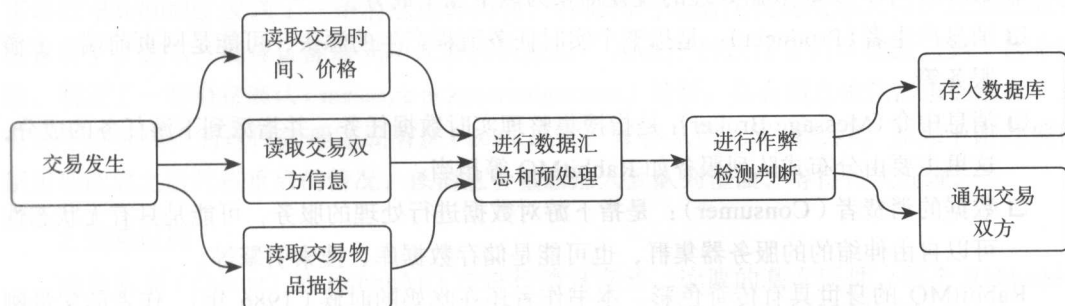 读取交易时
间、价格
存入数据库
交易发生
读取交易双
方信息
进行数据汇
总和预处理
进行作弊
检测判断
通知交易
双方
读取交易物
品描述